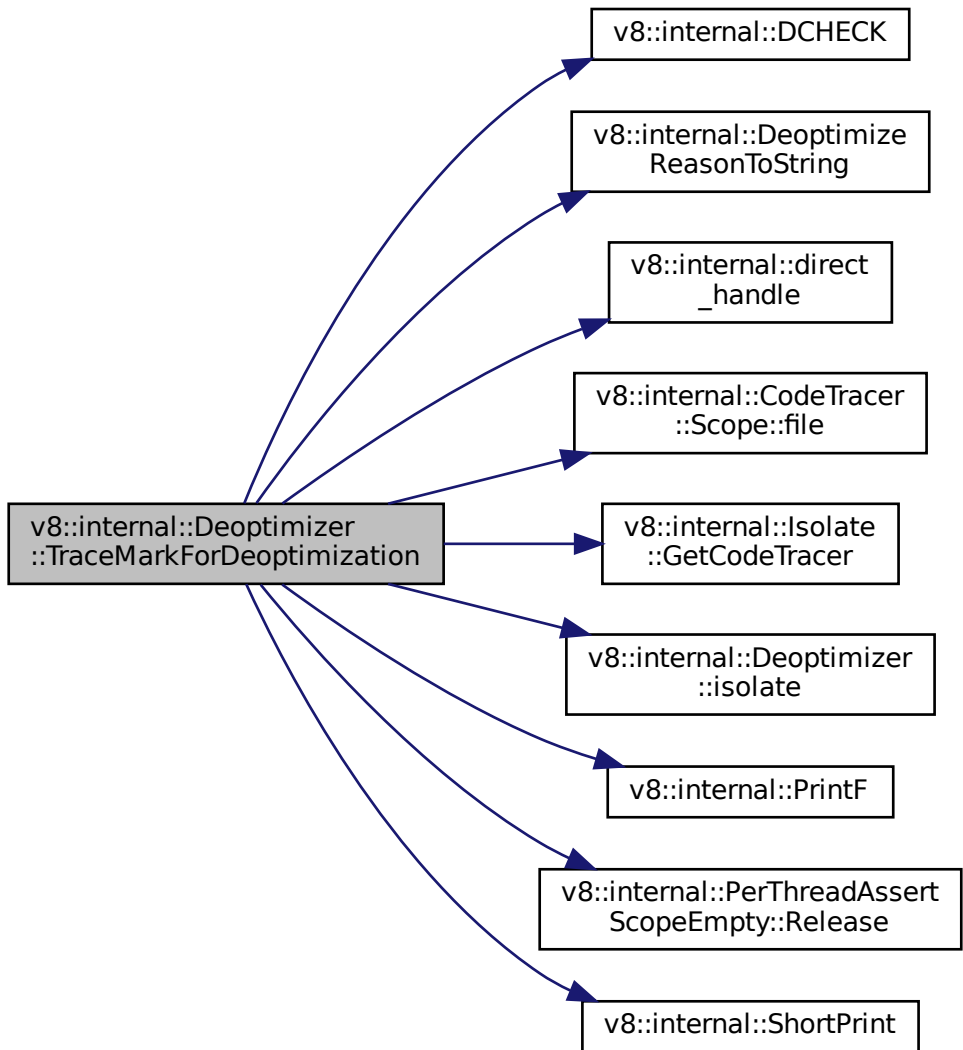 v8::internal::DCHECK
v8::internal::Deoptimize
ReasonToString
v8::internal::direct
_handle
v8::internal::CodeTracer
::Scope::file
v8::internal::Deoptimizer
::TraceMarkForDeoptimization
v8::internal::Isolate
::GetCodeTracer
v8::internal::Deoptimizer
::isolate
v8::internal::PrintF
v8::internal::PerThreadAssert
ScopeEmpty::Release
v8::internal::ShortPrint